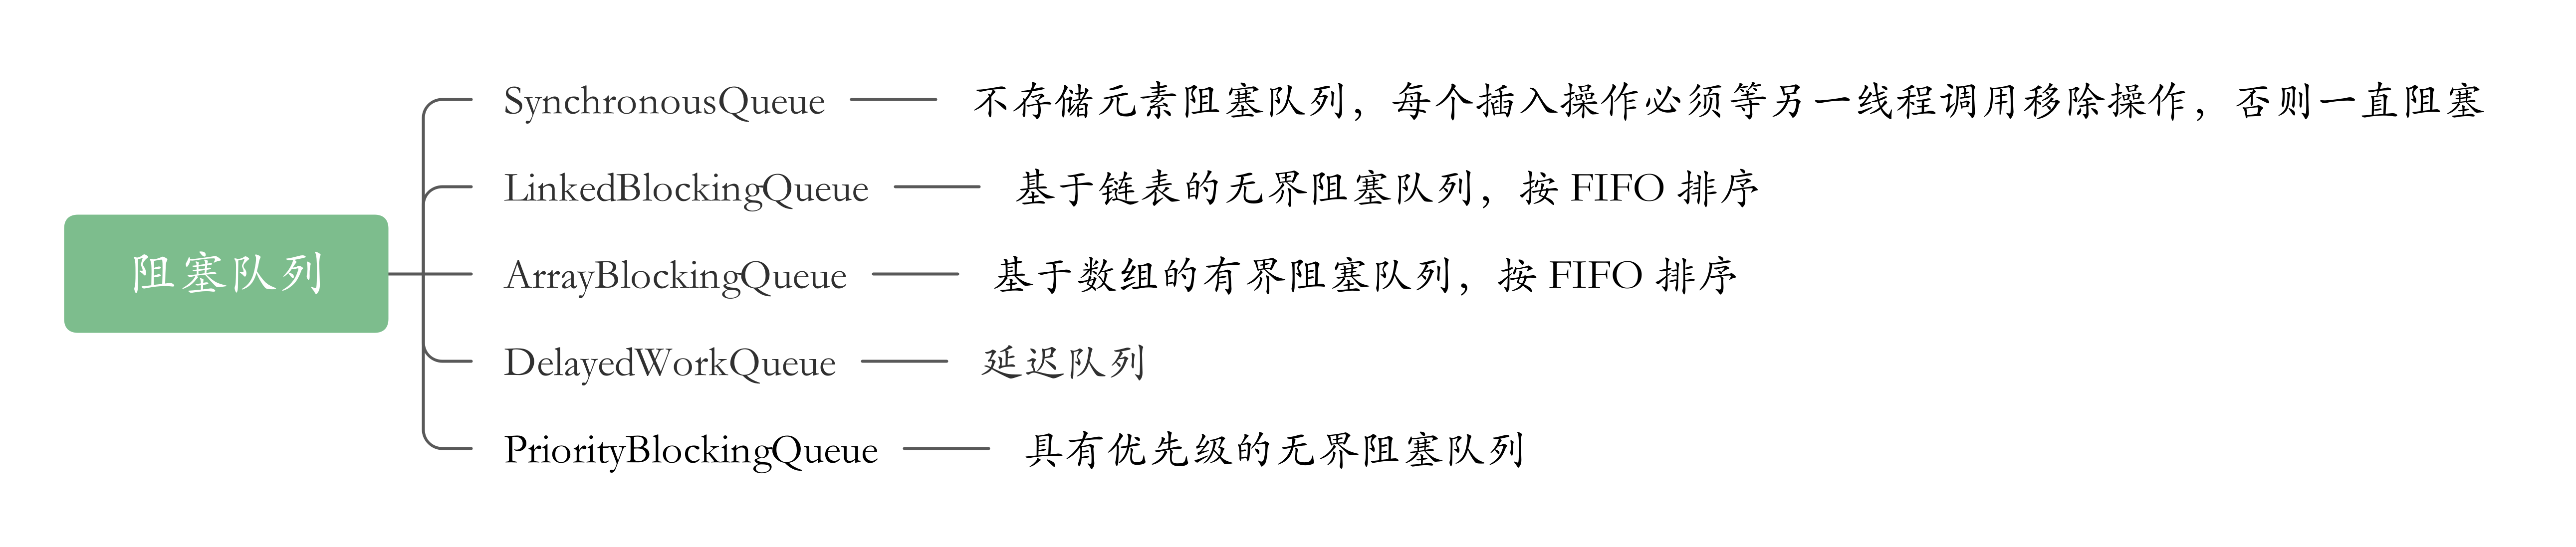 阻塞队列
SynchronousQueue 不存储元素阻塞队列，每个插入操作必须等另一线程调用移除操作，否则一直阻塞
LinkedBlockingQueue 基于链表的无界阻塞队列，按 FIFO 排序
ArrayBlockingQueue 基于数组的有界阻塞队列，按 FIFO 排序
DelayedWorkQueue 延迟队列
PriorityBlockingQueue 具有优先级的无界阻塞队列